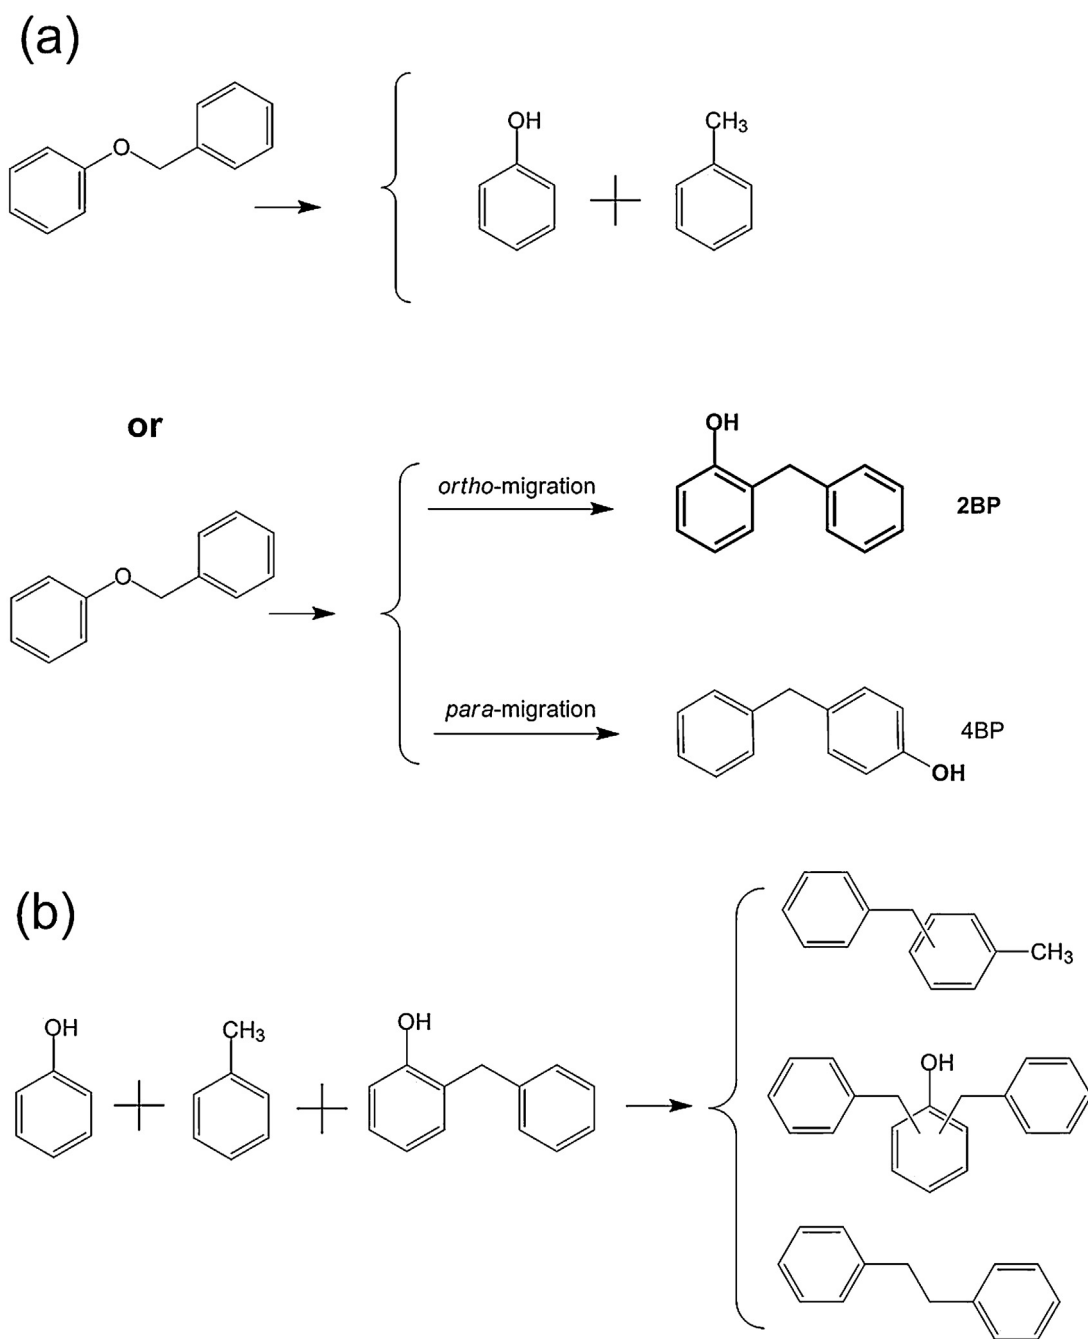 (a)
OH
CH3
O
or
OH
ortho-migration
2BP
O
para-migration
4BP
OH
(b)
CH3
OH
CH3
OH
OH